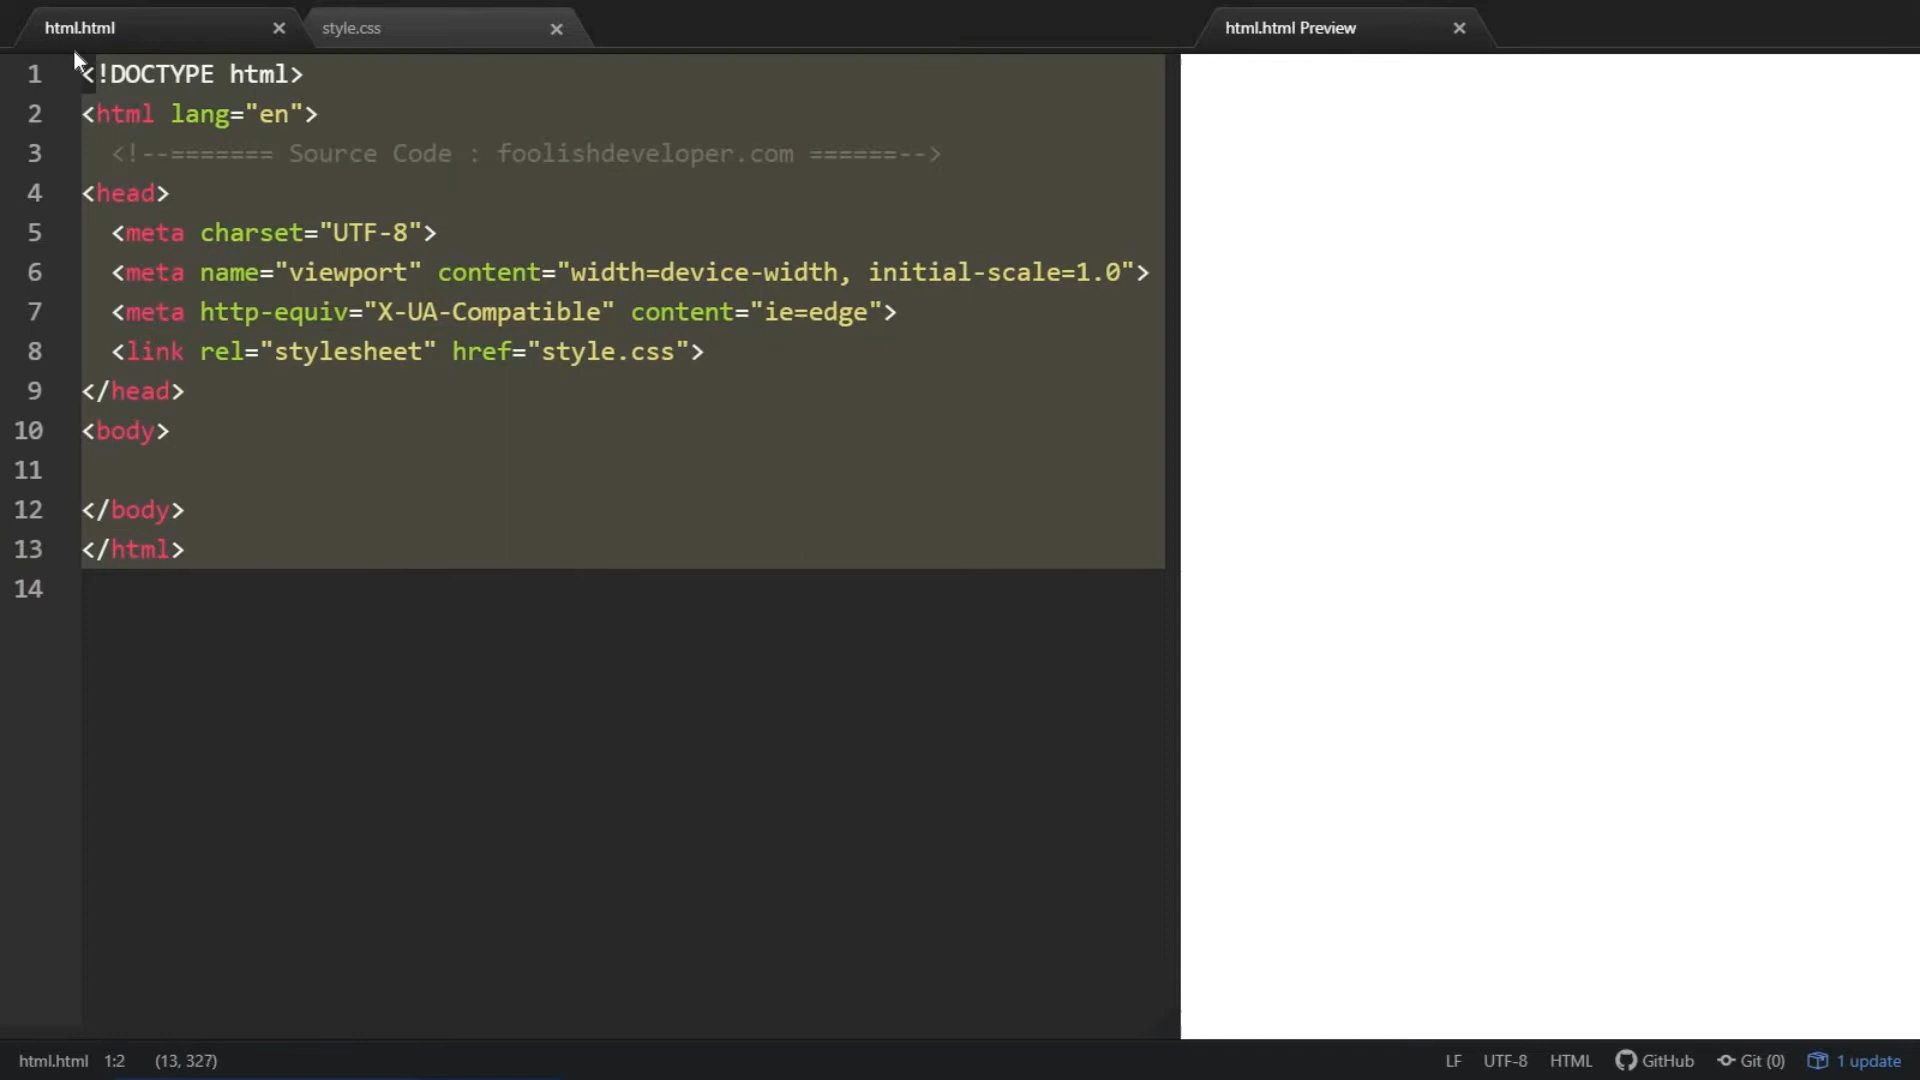 html.html
style.css
html.html Preview
1 <!DOCTYPE html>
2 <html lang="en">
3 <!--======= Source Code : foolishdeveloper.com ======-->
4 <head>
5 <meta charset="UTF-8">
6 <meta name="viewport" content="width=device-width, initial-scale=1.0">
7 <meta http-equiv="X-UA-Compatible" content="ie=edge">
8 <link rel="stylesheet" href="style.css">
9 </head>
10 <body>
11
12 </body>
13 </html>
14
html.html 1:2 (13, 327)
LF UTF-8 HTML GitHub Git (0) 1 update